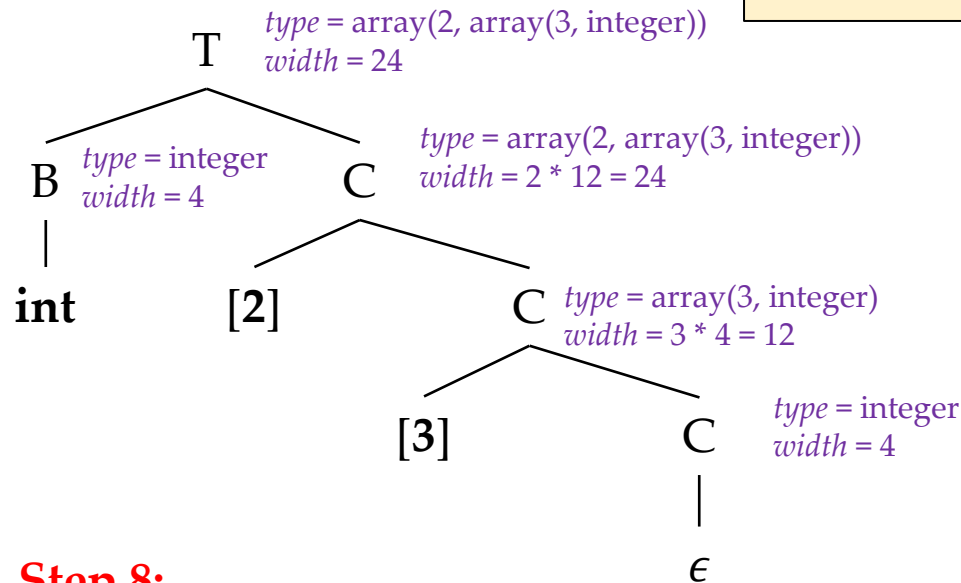 type = array(2, array(3, integer))
width = 24
T
type = array(2, array(3, integer))
width = 2 * 12 = 24
type = integer
width = 4
B
C
int
[2]
C
type = array(3, integer)
width = 3 * 4 = 12
[3]
C
type = integer
width = 4
ϵ
Step 8: